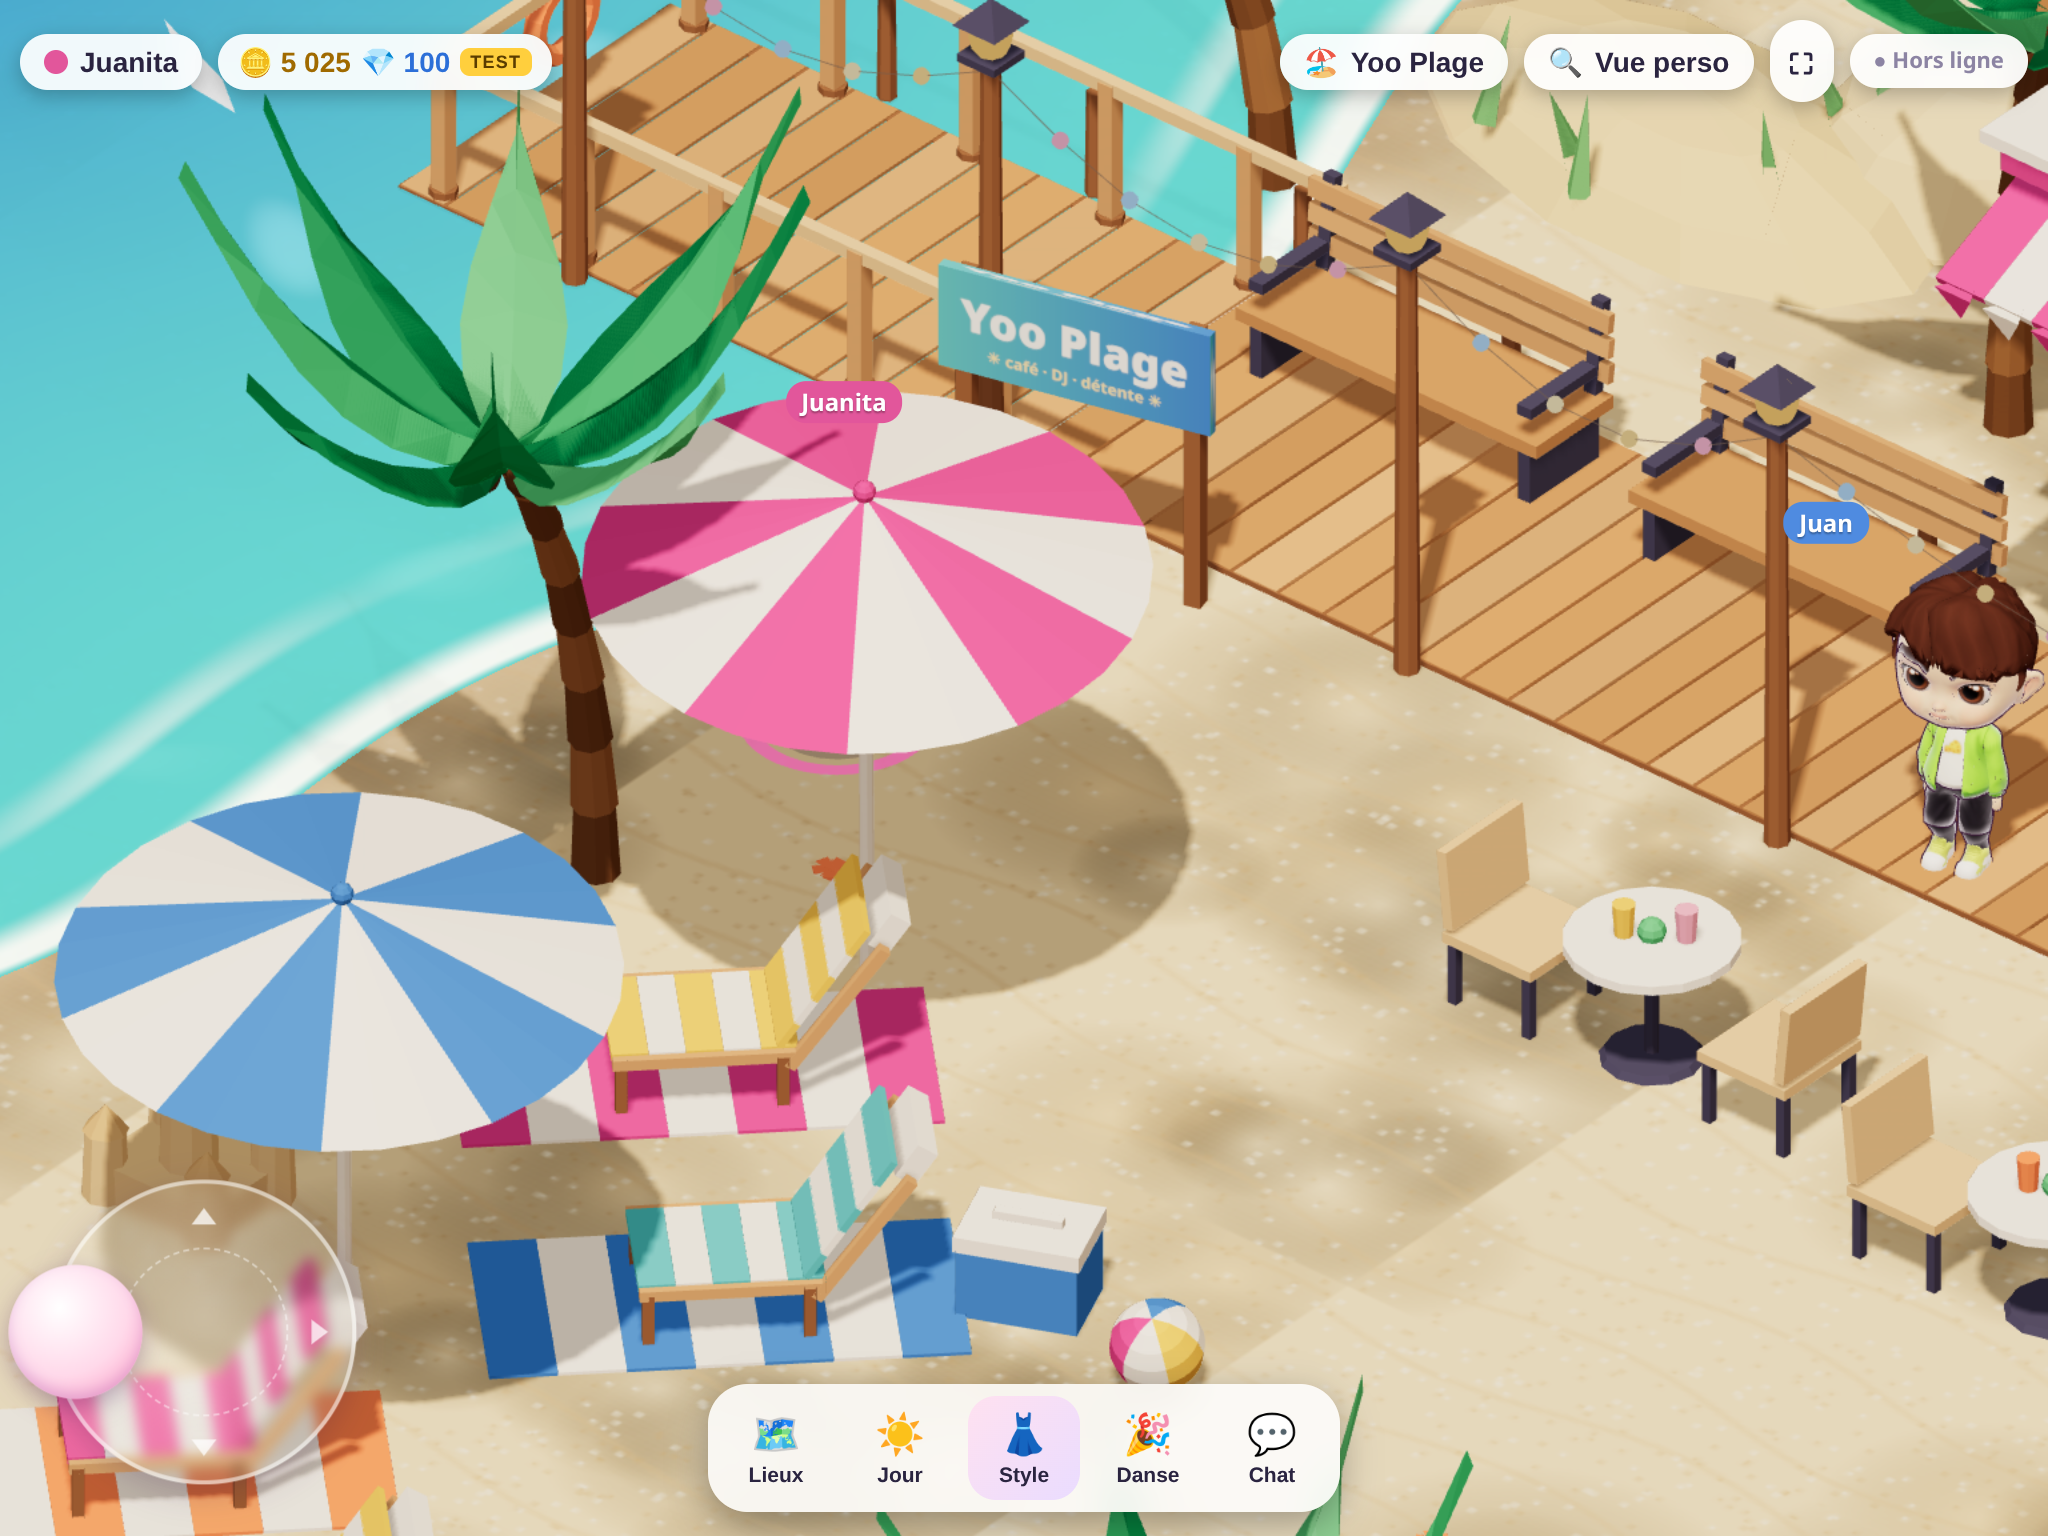 Juanita
5 025
100
TEST
Yoo Plage
Vue perso
Hors ligne
Yoo Plage
☀ café · DJ · détente ☀
Juanita
Juan
Lieux
Jour
Style
Danse
Chat